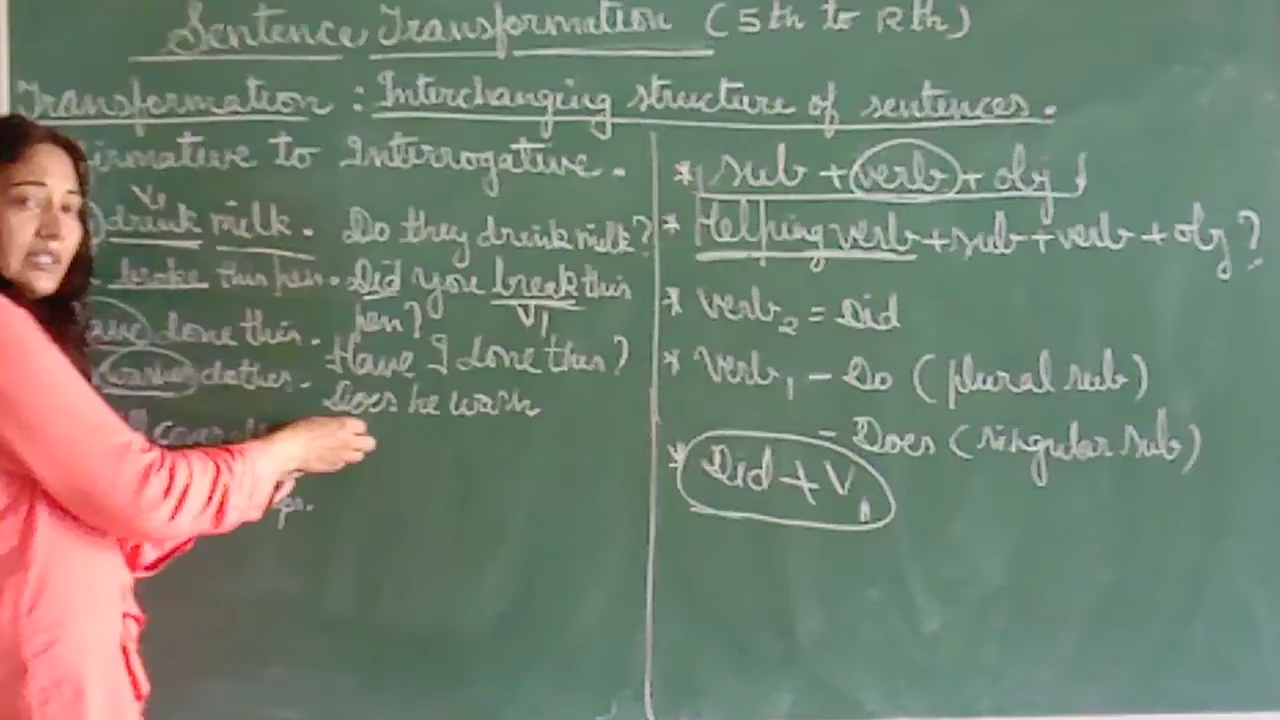 Sentence Transformation (5th to 12th)
Transformation : Interchanging structure of sentences.
irmative to Interrogative.
V1
drink milk. Do they drink milk?
broke this pen. Did you break this
pen? V1
done this. Have I done this?
clothes. Does he wash
* sub + verb + obj
* Helping verb + sub + verb + obj?
* Verb2 = Did
* Verb1 - Do (plural sub)
- Does (singular sub)
* Did + V1